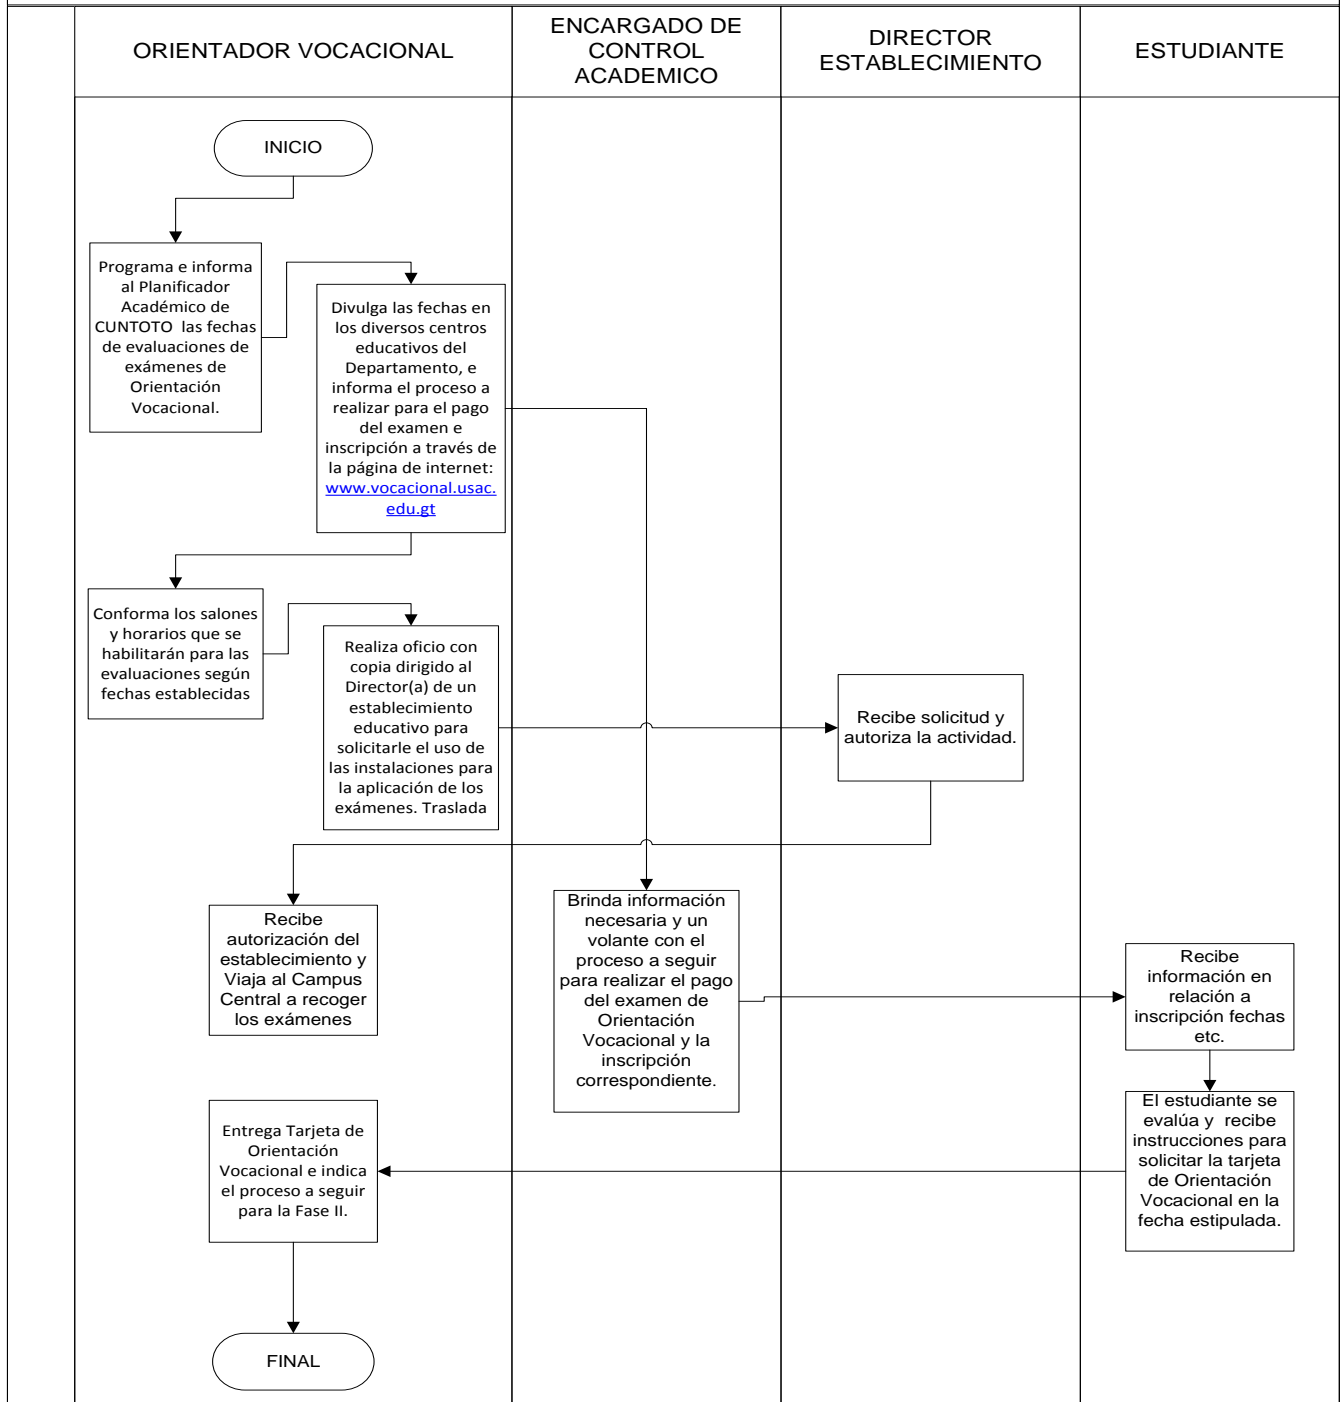 ORIENTADOR VOCACIONAL
ENCARGADO DE
CONTROL
ACADEMICO
DIRECTOR
ESTABLECIMIENTO
ESTUDIANTE
INICIO
Programa e informa
al Planificador
Académico de
CUNTOTO las fechas
de evaluaciones de
exámenes de
Orientación
Vocacional.
Divulga las fechas en
los diversos centros
educativos del
Departamento, e
informa el proceso a
realizar para el pago
del examen e
inscripción a través de
la página de internet:
www.vocacional.usac.
edu.gt
Conforma los salones
y horarios que se
habilitarán para las
evaluaciones según
fechas establecidas
Realiza oficio con
copia dirigido al
Director(a) de un
establecimiento
educativo para
solicitarle el uso de
las instalaciones para
la aplicación de los
exámenes. Traslada
Recibe solicitud y
autoriza la actividad.
Recibe
autorización del
establecimiento y
Viaja al Campus
Central a recoger
los exámenes
Brinda información
necesaria y un
volante con el
proceso a seguir
para realizar el pago
del examen de
Orientación
Vocacional y la
inscripción
correspondiente.
Recibe
información en
relación a
inscripción fechas
etc.
El estudiante se
evalúa y recibe
instrucciones para
solicitar la tarjeta
de Orientación
Vocacional en la
fecha estipulada.
Entrega Tarjeta de
Orientación
Vocacional e indica
el proceso a seguir
para la Fase II.
FINAL